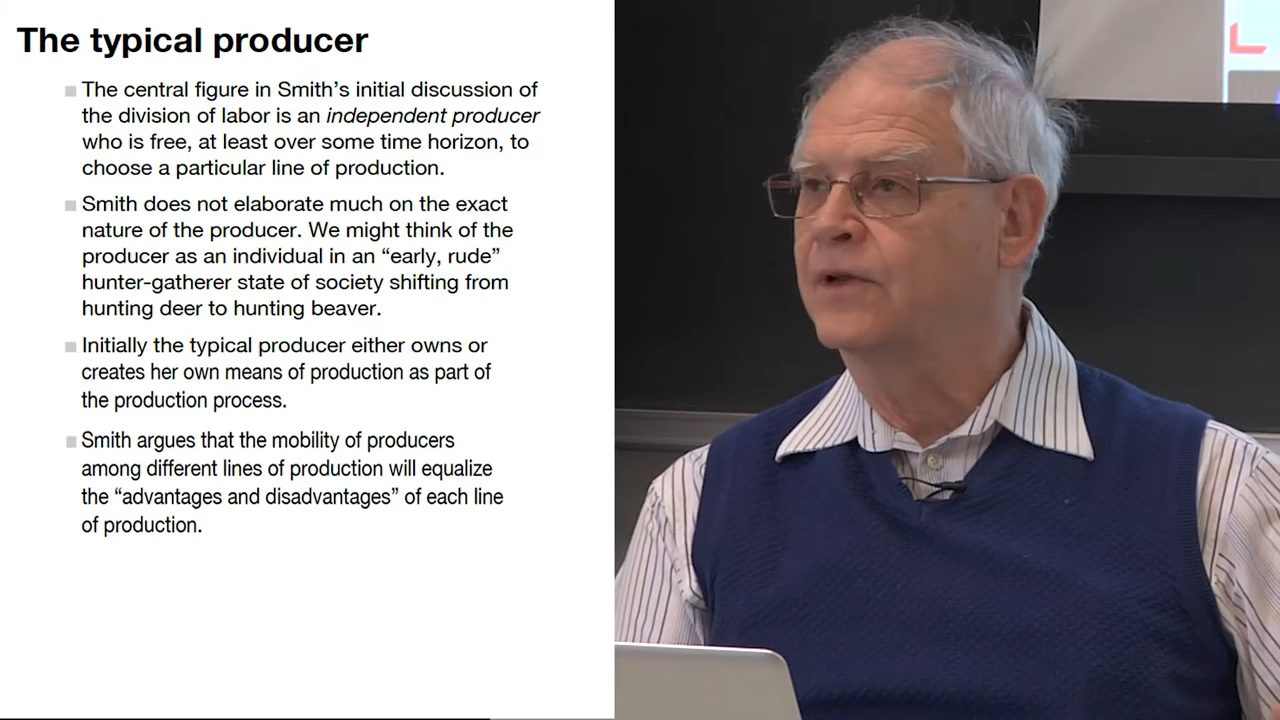 The typical producer
The central figure in Smith’s initial discussion of
the division of labor is an independent producer
who is free, at least over some time horizon, to
choose a particular line of production.
Smith does not elaborate much on the exact
nature of the producer. We might think of the
producer as an individual in an “early, rude”
hunter-gatherer state of society shifting from
hunting deer to hunting beaver.
Initially the typical producer either owns or
creates her own means of production as part of
the production process.
Smith argues that the mobility of producers
among different lines of production will equalize
the “advantages and disadvantages” of each line
of production.